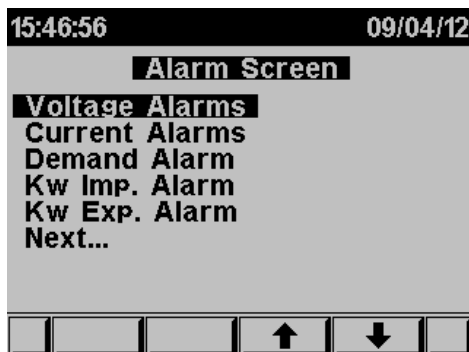 15:46:56 09/04/12
Alarm Screen
Voltage Alarms
Current Alarms
Demand Alarm
Kw Imp. Alarm
Kw Exp. Alarm
Next...